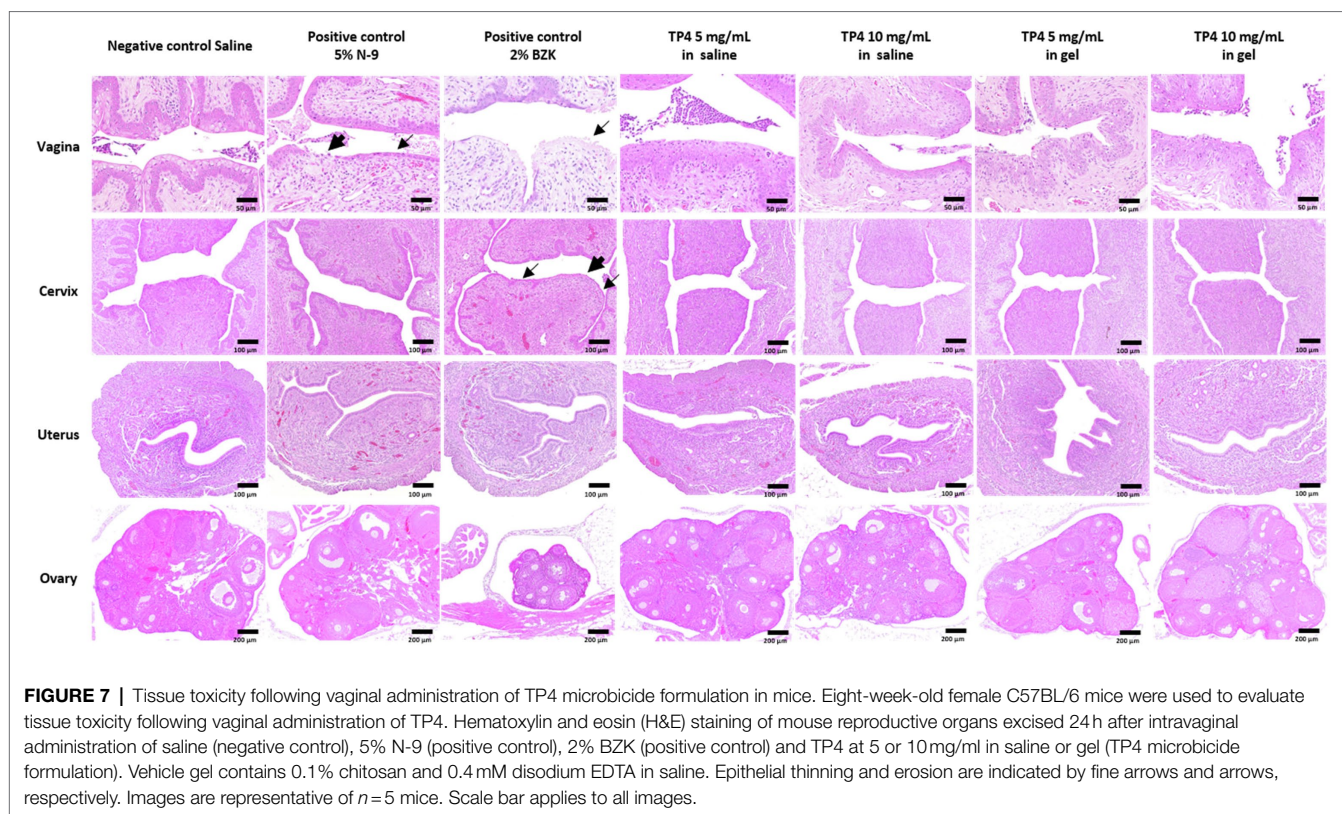 Negative control Saline
Positive control
5% N-9
Positive control
2% BZK
TP4 5 mg/mL
in saline
TP4 10 mg/mL
in saline
TP4 5 mg/mL
in gel
TP4 10 mg/mL
in gel
Vagina
50 µm
50 µm
50 µm
50 µm
50 µm
50 µm
50 µm
Cervix
100 µm
100 µm
100 µm
100 µm
100 µm
100 µm
100 µm
Uterus
100 µm
100 µm
100 µm
100 µm
100 µm
100 µm
100 µm
Ovary
200 µm
200 µm
200 µm
200 µm
200 µm
200 µm
200 µm
FIGURE 7 | Tissue toxicity following vaginal administration of TP4 microbicide formulation in mice. Eight-week-old female C57BL/6 mice were used to evaluate
tissue toxicity following vaginal administration of TP4. Hematoxylin and eosin (H&E) staining of mouse reproductive organs excised 24 h after intravaginal
administration of saline (negative control), 5% N-9 (positive control), 2% BZK (positive control) and TP4 at 5 or 10 mg/ml in saline or gel (TP4 microbicide
formulation). Vehicle gel contains 0.1% chitosan and 0.4 mM disodium EDTA in saline. Epithelial thinning and erosion are indicated by fine arrows and arrows,
respectively. Images are representative of n = 5 mice. Scale bar applies to all images.